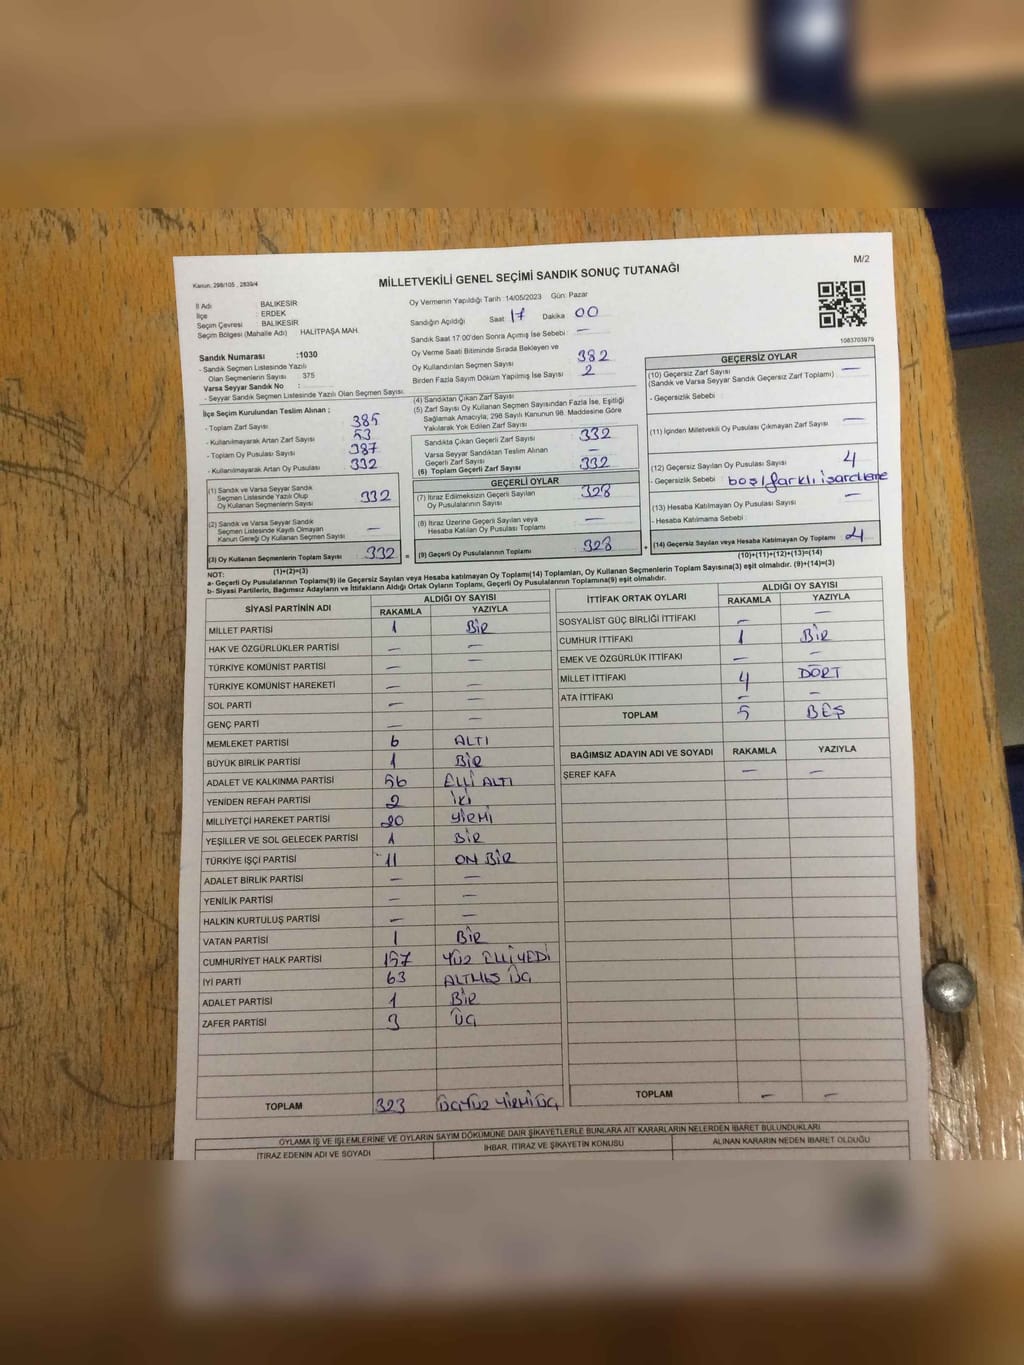 Kanun: 298/105 , 2839/4
MİLLETVEKİLİ GENEL SEÇİMİ SANDIK SONUÇ TUTANAĞI
M/2
İl Adı : BALIKESİR
İlçe : ERDEK
Seçim Çevresi : BALIKESİR
Seçim Bölgesi (Mahalle Adı) HALİTPAŞA MAH.
Sandık Numarası :1030
- Sandık Seçmen Listesinde Yazılı
Olan Seçmenlerin Sayısı : 375
Varsa Seyyar Sandık No :
- Seyyar Sandık Seçmen Listesinde Yazılı Olan Seçmen Sayısı:
Oy Vermenin Yapıldığı Tarih : 14/05/2023 Gün: Pazar
Sandığın Açıldığı Saat 17 Dakika 00
Sandık Saat 17.00'den Sonra Açılmış İse Sebebi : —
Oy Verme Saati Bitiminde Sırada Bekleyen ve
Oy Kullandırılan Seçmen Sayısı 332
Birden Fazla Sayım Döküm Yapılmış İse Sayısı 2
1083703979
İlçe Seçim Kurulundan Teslim Alınan ;
- Toplam Zarf Sayısı : 385
- Kullanılmayarak Artan Zarf Sayısı : 53
- Toplam Oy Pusulası Sayısı : 387
- Kullanılmayarak Artan Oy Pusulası : 332
(4) Sandıktan Çıkan Zarf Sayısı
(5) Zarf Sayısı Oy Kullanan Seçmen Sayısından Fazla İse, Eşitliği
Sağlamak Amacıyla; 298 Sayılı Kanunun 98. Maddesine Göre
Yakılarak Yok Edilen Zarf Sayısı
Sandıkta Çıkan Geçerli Zarf Sayısı 332
Varsa Seyyar Sandıktan Teslim Alınan
Geçerli Zarf Sayısı —
(6) Toplam Geçerli Zarf Sayısı 332
GEÇERSİZ OYLAR
(10) Geçersiz Zarf Sayısı —
(Sandık ve Varsa Seyyar Sandık Geçersiz Zarf Toplamı) :
- Geçersizlik Sebebi :
(11) İçinden Milletvekili Oy Pusulası Çıkmayan Zarf Sayısı —
(12) Geçersiz Sayılan Oy Pusulası Sayısı 4
- Geçersizlik Sebebi : boş/farklı işaretleme
(13) Hesaba Katılmayan Oy Pusulası Sayısı —
- Hesaba Katılmama Sebebi :
(14) Geçersiz Sayılan veya Hesaba Katılmayan Oy Toplamı 4
(10)+(11)+(12)+(13)=(14)
(1) Sandık ve Varsa Seyyar Sandık
Seçmen Listesinde Yazılı Olup
Oy Kullanan Seçmenlerin Sayısı 332
(2) Sandık ve Varsa Seyyar Sandık
Seçmen Listesinde Kayıtlı Olmayan
Kanun Gereği Oy Kullanan Seçmen Sayısı —
(3) Oy Kullanan Seçmenlerin Toplam Sayısı 332 =
(1)+(2)=(3)
GEÇERLİ OYLAR
(7) İtiraz Edilmeksizin Geçerli Sayılan
Oy Pusulalarının Sayısı 328
(8) İtiraz Üzerine Geçerli Sayılan veya
Hesaba Katılan Oy Pusulası Toplamı —
(9) Geçerli Oy Pusulalarının Toplamı 328 +
NOT:
a- Geçerli Oy Pusulalarının Toplamı(9) ile Geçersiz Sayılan veya Hesaba katılmayan Oy Toplamı(14) Toplamları, Oy Kullanan Seçmenlerin Toplam Sayısına(3) eşit olmalıdır. (9)+(14)=(3)
b- Siyasi Partilerin, Bağımsız Adayların ve İttifakların Aldığı Ortak Oyların Toplamı, Geçerli Oy Pusulalarının Toplamına(9) eşit olmalıdır.
SİYASİ PARTİNİN ADI ALDIĞI OY SAYISI
RAKAMLA YAZIYLA
MİLLET PARTİSİ 1 BİR
HAK VE ÖZGÜRLÜKLER PARTİSİ — —
TÜRKİYE KOMÜNİST PARTİSİ — —
TÜRKİYE KOMÜNİST HAREKETİ — —
SOL PARTİ — —
GENÇ PARTİ — —
MEMLEKET PARTİSİ 6 ALTI
BÜYÜK BİRLİK PARTİSİ 1 BİR
ADALET VE KALKINMA PARTİSİ 56 ELLİ ALTI
YENİDEN REFAH PARTİSİ 2 İKİ
MİLLİYETÇİ HAREKET PARTİSİ 20 YİRMİ
YEŞİLLER VE SOL GELECEK PARTİSİ 1 BİR
TÜRKİYE İŞÇİ PARTİSİ 11 ON BİR
ADALET BİRLİK PARTİSİ — —
YENİLİK PARTİSİ — —
HALKIN KURTULUŞ PARTİSİ — —
VATAN PARTİSİ 1 BİR
CUMHURİYET HALK PARTİSİ 157 YÜZ ELLİYEDİ
İYİ PARTİ 63 ALTMIŞ ÜÇ
ADALET PARTİSİ 1 BİR
ZAFER PARTİSİ 3 ÜÇ
TOPLAM 323 ÜÇYÜZ YİRMİ ÜÇ
İTTİFAK ORTAK OYLARI ALDIĞI OY SAYISI
RAKAMLA YAZIYLA
SOSYALİST GÜÇ BİRLİĞİ İTTİFAKI — —
CUMHUR İTTİFAKI 1 BİR
EMEK VE ÖZGÜRLÜK İTTİFAKI — —
MİLLET İTTİFAKI 4 DÖRT
ATA İTTİFAKI — —
TOPLAM 5 BEŞ
BAĞIMSIZ ADAYIN ADI VE SOYADI RAKAMLA YAZIYLA
ŞEREF KAFA — —
TOPLAM — —
OYLAMA İŞ VE İŞLEMLERİNE VE OYLARIN SAYIM DÖKÜMÜNE DAİR ŞİKAYETLERLE BUNLARA AİT KARARLARIN NELERDEN İBARET BULUNDUKLARI
İTİRAZ EDENİN ADI VE SOYADI İHBAR, İTİRAZ VE ŞİKAYETİN KONUSU ALINAN KARARIN NEDEN İBARET OLDUĞU